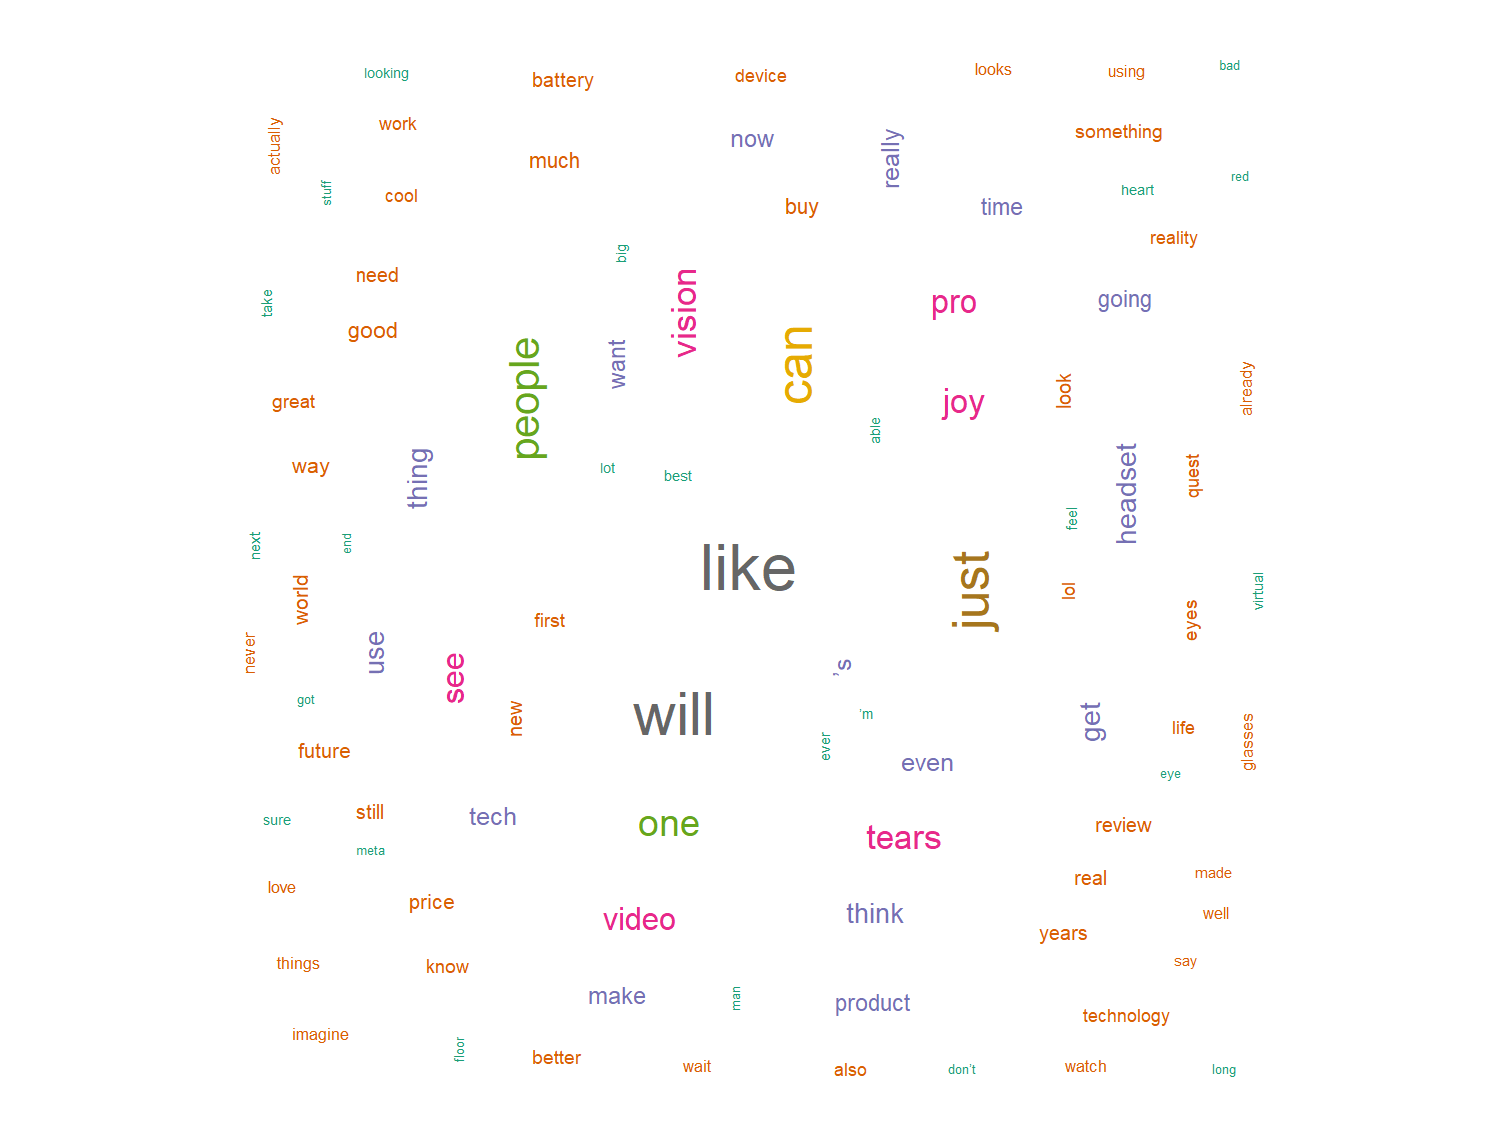 looking
battery
device
looks
using
bad
actually
work
much
now
really
something
stuff
cool
buy
time
heart
red
reality
big
take
need
good
vision
pro
going
people
want
can
great
joy
look
already
able
way
thing
lot
best
headset
quest
feel
next
end
like
just
lol
virtual
world
first
eyes
never
use
see
's
got
new
will
'm
get
life
glasses
future
ever
even
eye
sure
still
tech
one
tears
review
meta
love
price
real
made
video
think
well
years
things
know
say
make
man
product
technology
imagine
floor
better
wait
also
don't
watch
long